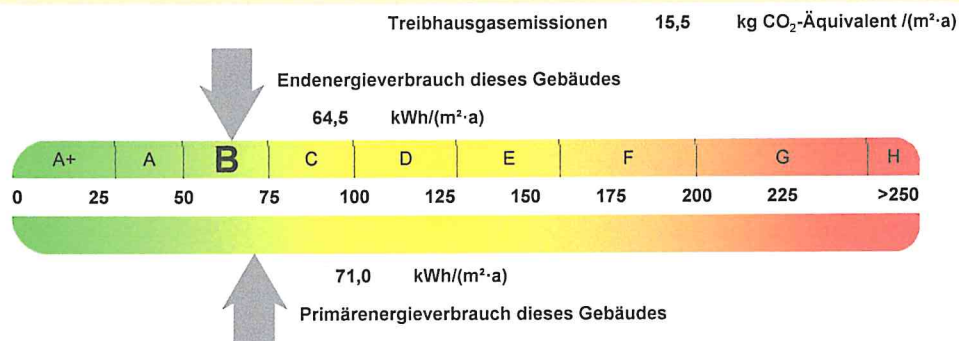 Treibhausgasemissionen 15,5 kg CO₂-Äquivalent /(m²·a)
Endenergieverbrauch dieses Gebäudes
64,5 kWh/(m²·a)
A+ A B C D E F G H
0 25 50 75 100 125 150 175 200 225 >250
71,0 kWh/(m²·a)
Primärenergieverbrauch dieses Gebäudes